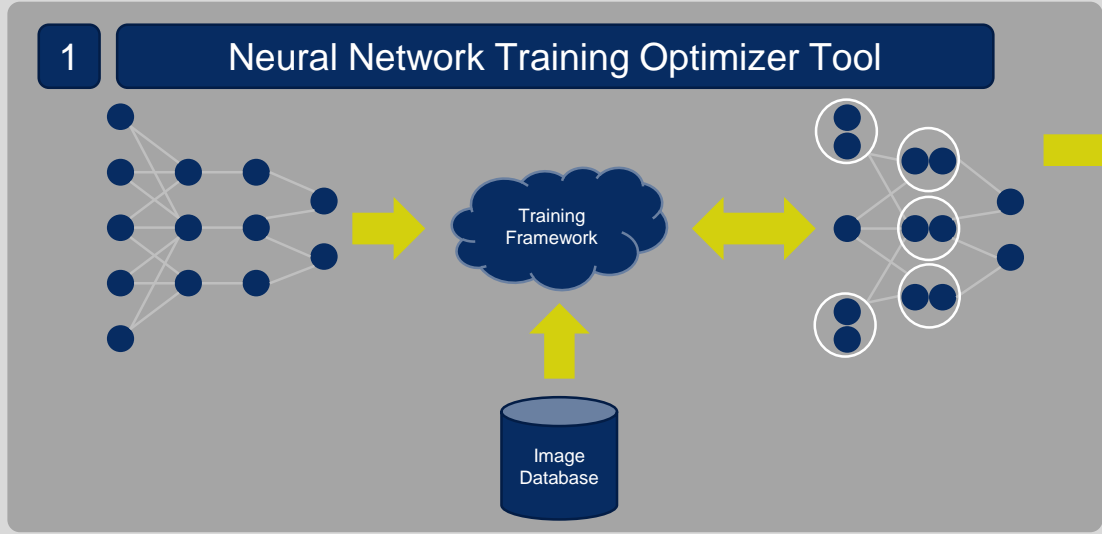 1
Neural Network Training Optimizer Tool
Training
Framework
Image
Database